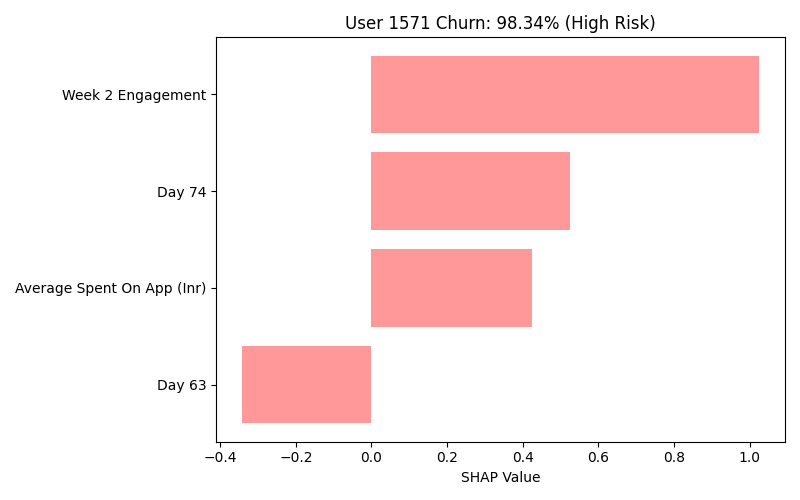 User 1571 Churn: 98.34% (High Risk)
Week 2 Engagement
Day 74
Average Spent On App (Inr)
Day 63
−0.4 −0.2 0.0 0.2 0.4 0.6 0.8 1.0
SHAP Value